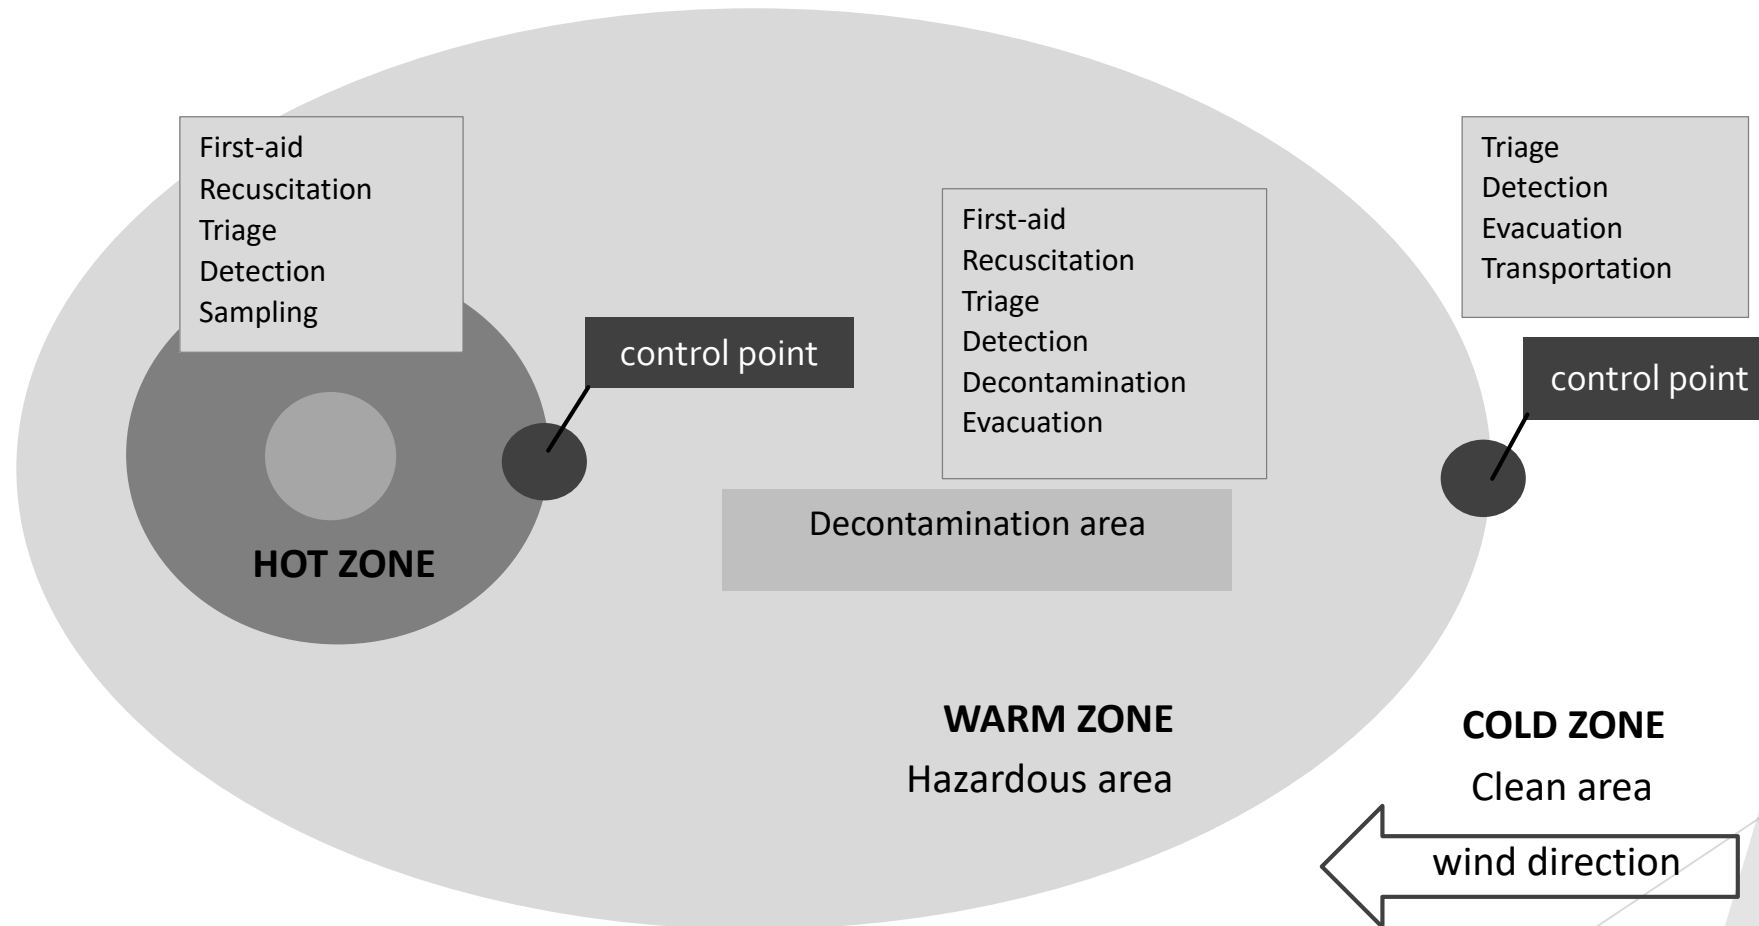 First-aid
Recuscitation
Triage
Detection
Sampling
control point
HOT ZONE
First-aid
Recuscitation
Triage
Detection
Decontamination
Evacuation
Decontamination area
WARM ZONE
Hazardous area
Triage
Detection
Evacuation
Transportation
control point
COLD ZONE
Clean area
wind direction